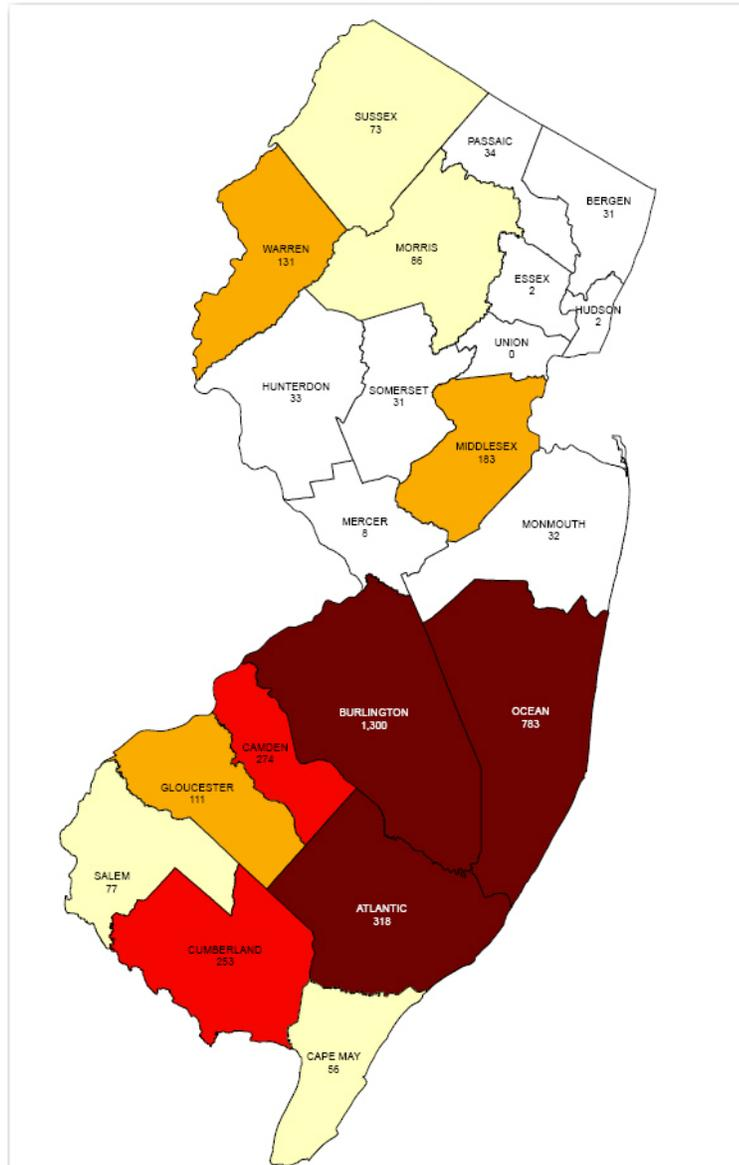 SUSSEX
73
PASSAIC
34
BERGEN
31
WARREN
131
MORRIS
86
ESSEX
2
HUDSON
2
UNION
0
HUNTERDON
33
SOMERSET
31
MIDDLESEX
183
MERCER
8
MONMOUTH
32
BURLINGTON
1,300
OCEAN
783
CAMDEN
274
GLOUCESTER
111
SALEM
77
ATLANTIC
318
CUMBERLAND
253
CAPE MAY
56